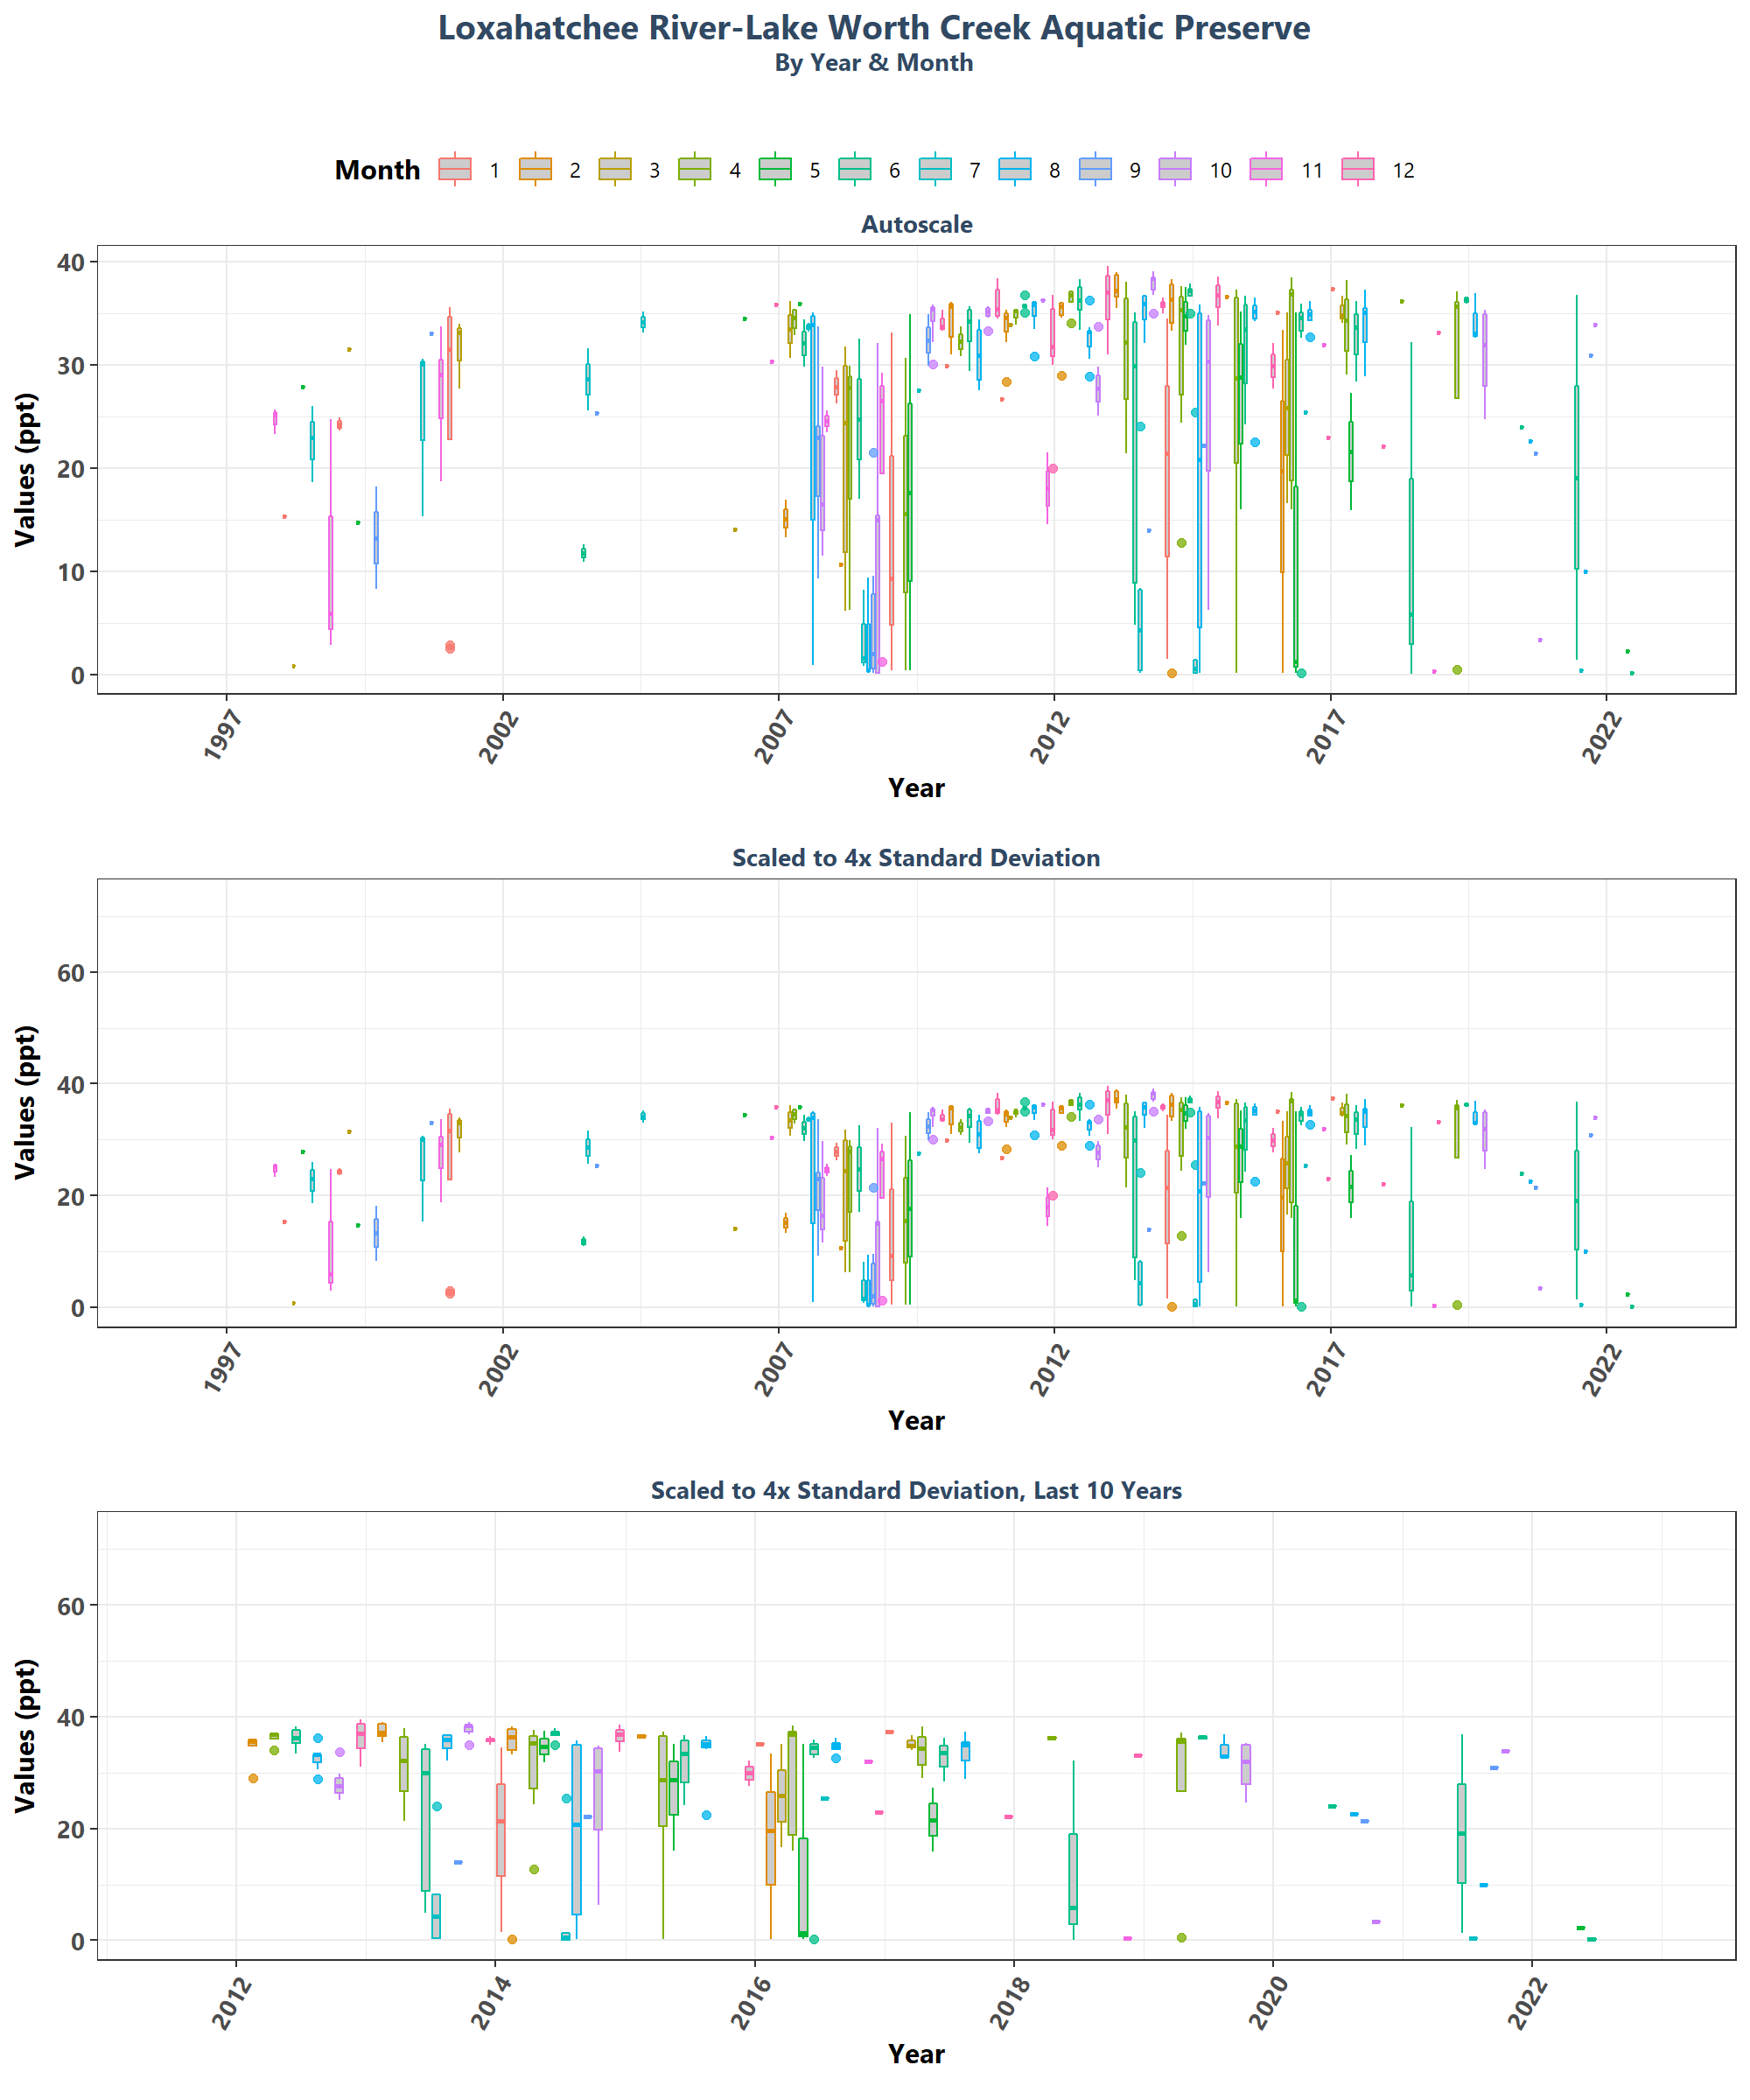 Loxahatchee River-Lake Worth Creek Aquatic Preserve
By Year & Month
Month 1 2 3 4 5 6 7 8 9 10 11 12
Autoscale
Values (ppt)
40
30
20
10
0
1997 2002 2007 2012 2017 2022
Year
Scaled to 4x Standard Deviation
Values (ppt)
60
40
20
0
1997 2002 2007 2012 2017 2022
Year
Scaled to 4x Standard Deviation, Last 10 Years
Values (ppt)
60
40
20
0
2012 2014 2016 2018 2020 2022
Year